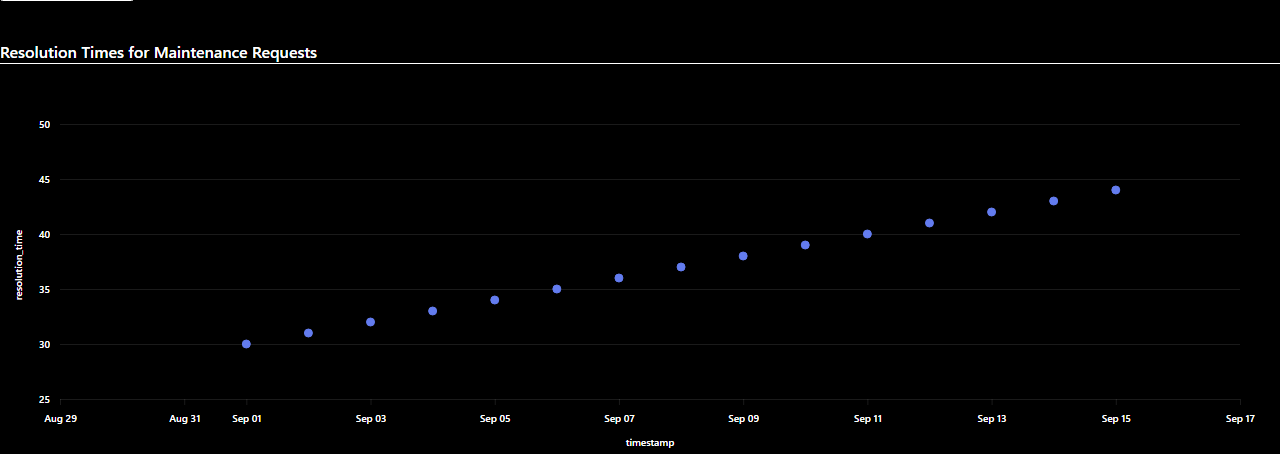 Resolution Times for Maintenance Requests
50
45
40
35
30
25
resolution_time
Aug 29 Aug 31 Sep 01 Sep 03 Sep 05 Sep 07 Sep 09 Sep 11 Sep 13 Sep 15 Sep 17
timestamp